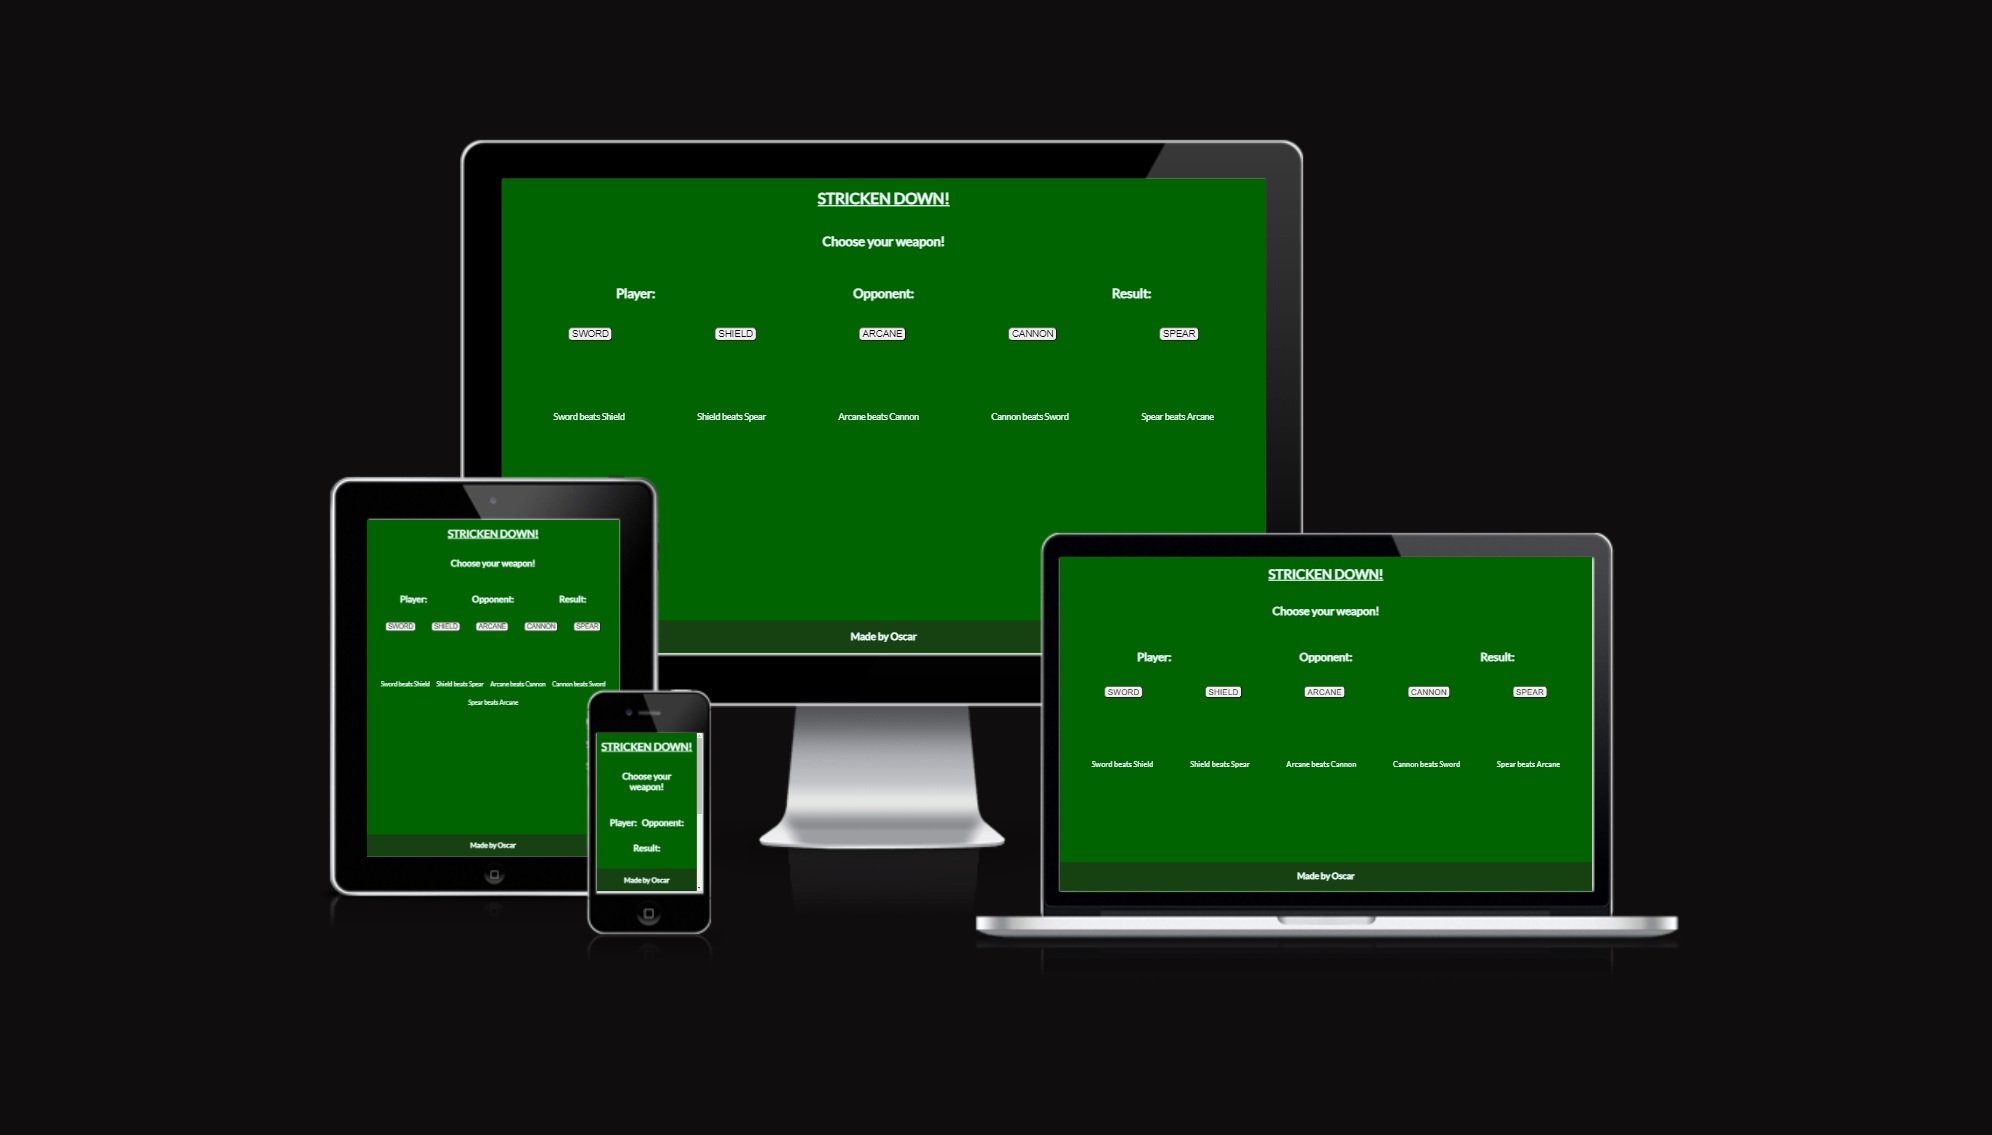 STRICKEN DOWN!
Choose your weapon!
Player: Opponent: Result:
SWORD SHIELD ARCANE CANNON SPEAR
Sword beats Shield Shield beats Spear Arcane beats Cannon Cannon beats Sword Spear beats Arcane
Made by Oscar
STRICKEN DOWN!
Choose your weapon!
Player: Opponent: Result:
SWORD SHIELD ARCANE CANNON SPEAR
Sword beats Shield Shield beats Spear Arcane beats Cannon Cannon beats Sword
Spear beats Arcane
Made by Oscar
STRICKEN DOWN!
Choose your
weapon!
Player: Opponent:
Result:
Made by Oscar
STRICKEN DOWN!
Choose your weapon!
Player: Opponent: Result:
SWORD SHIELD ARCANE CANNON SPEAR
Sword beats Shield Shield beats Spear Arcane beats Cannon Cannon beats Sword Spear beats Arcane
Made by Oscar